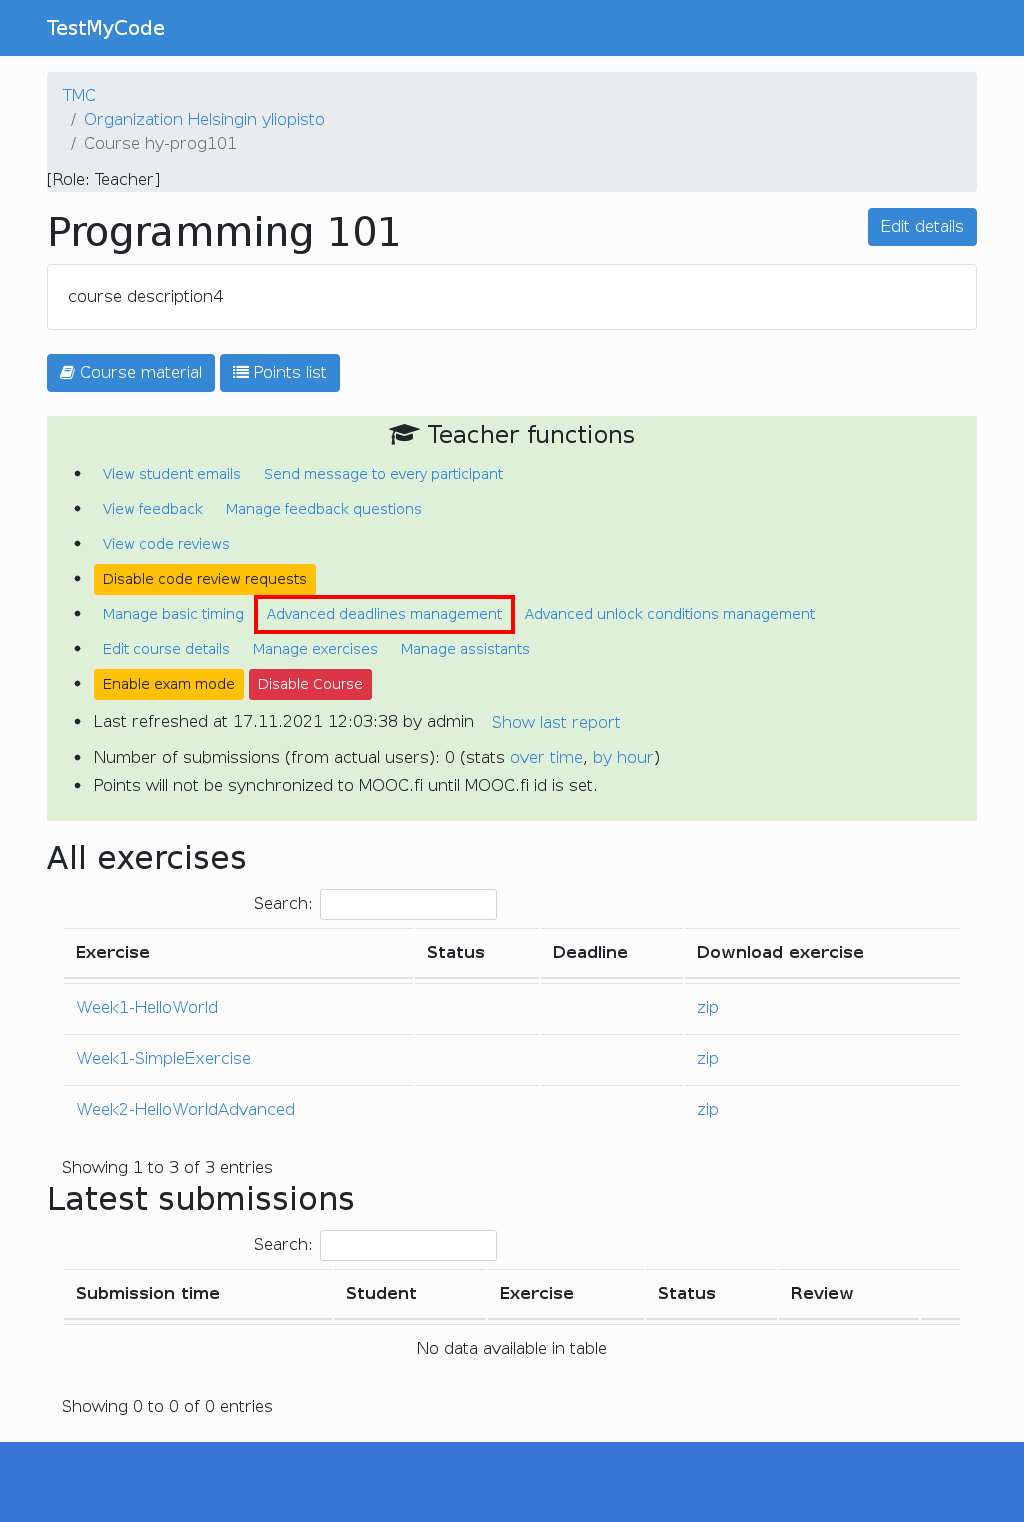 TestMyCode
TMC
/ Organization Helsingin yliopisto
/ Course hy-prog101
[Role: Teacher]
Programming 101
Edit details
course description4
Course material Points list
Teacher functions
• View student emails Send message to every participant
• View feedback Manage feedback questions
• View code reviews
• Disable code review requests
• Manage basic timing Advanced deadlines management Advanced unlock conditions management
• Edit course details Manage exercises Manage assistants
• Enable exam mode Disable Course
• Last refreshed at 17.11.2021 12:03:38 by admin Show last report
• Number of submissions (from actual users): 0 (stats over time, by hour)
• Points will not be synchronized to MOOC.fi until MOOC.fi id is set.
All exercises
Search:
Exercise Status Deadline Download exercise
Week1-HelloWorld zip
Week1-SimpleExercise zip
Week2-HelloWorldAdvanced zip
Showing 1 to 3 of 3 entries
Latest submissions
Search:
Submission time Student Exercise Status Review
No data available in table
Showing 0 to 0 of 0 entries